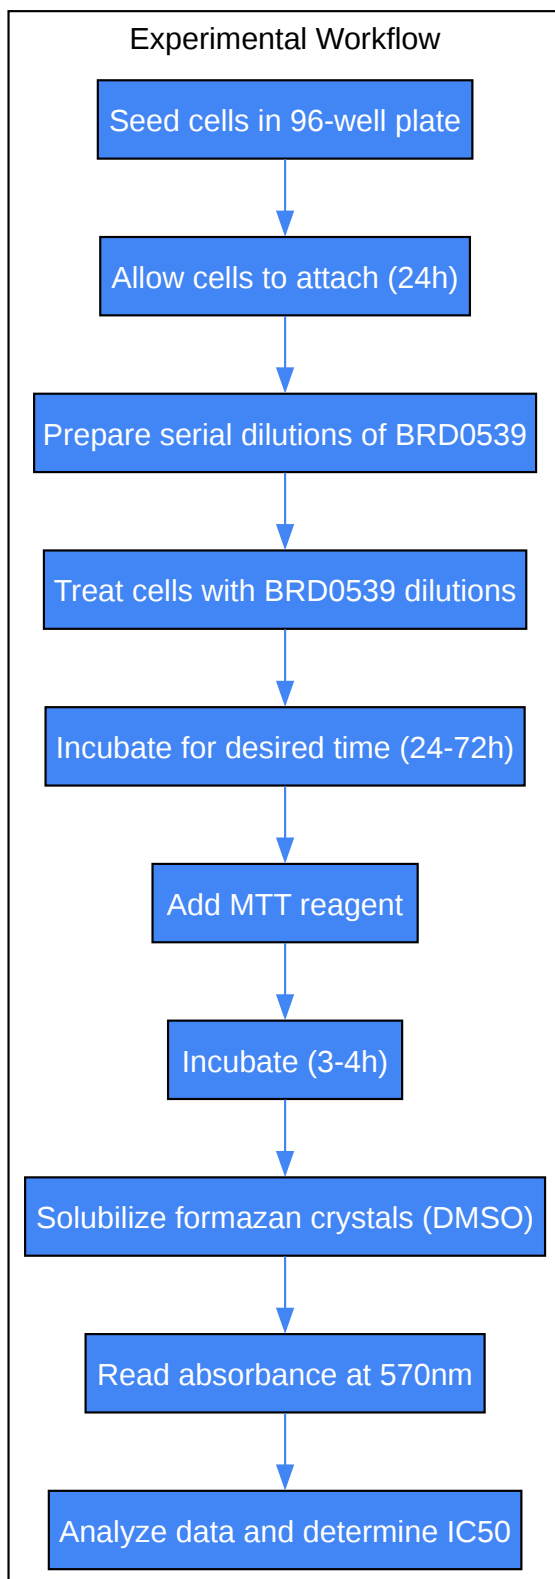 Experimental Workflow
Seed cells in 96-well plate
Allow cells to attach (24h)
Prepare serial dilutions of BRD0539
Treat cells with BRD0539 dilutions
Incubate for desired time (24-72h)
Add MTT reagent
Incubate (3-4h)
Solubilize formazan crystals (DMSO)
Read absorbance at 570nm
Analyze data and determine IC50